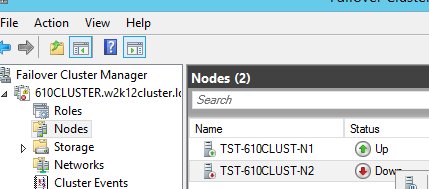 Failover Cluster
File Action View Help
Failover Cluster Manager
610CLUSTER.w2k12cluster.lo
Roles
Nodes
Storage
Networks
Cluster Events
Nodes (2)
Search
Name Status
TST-610CLUST-N1 Up
TST-610CLUST-N2 Down